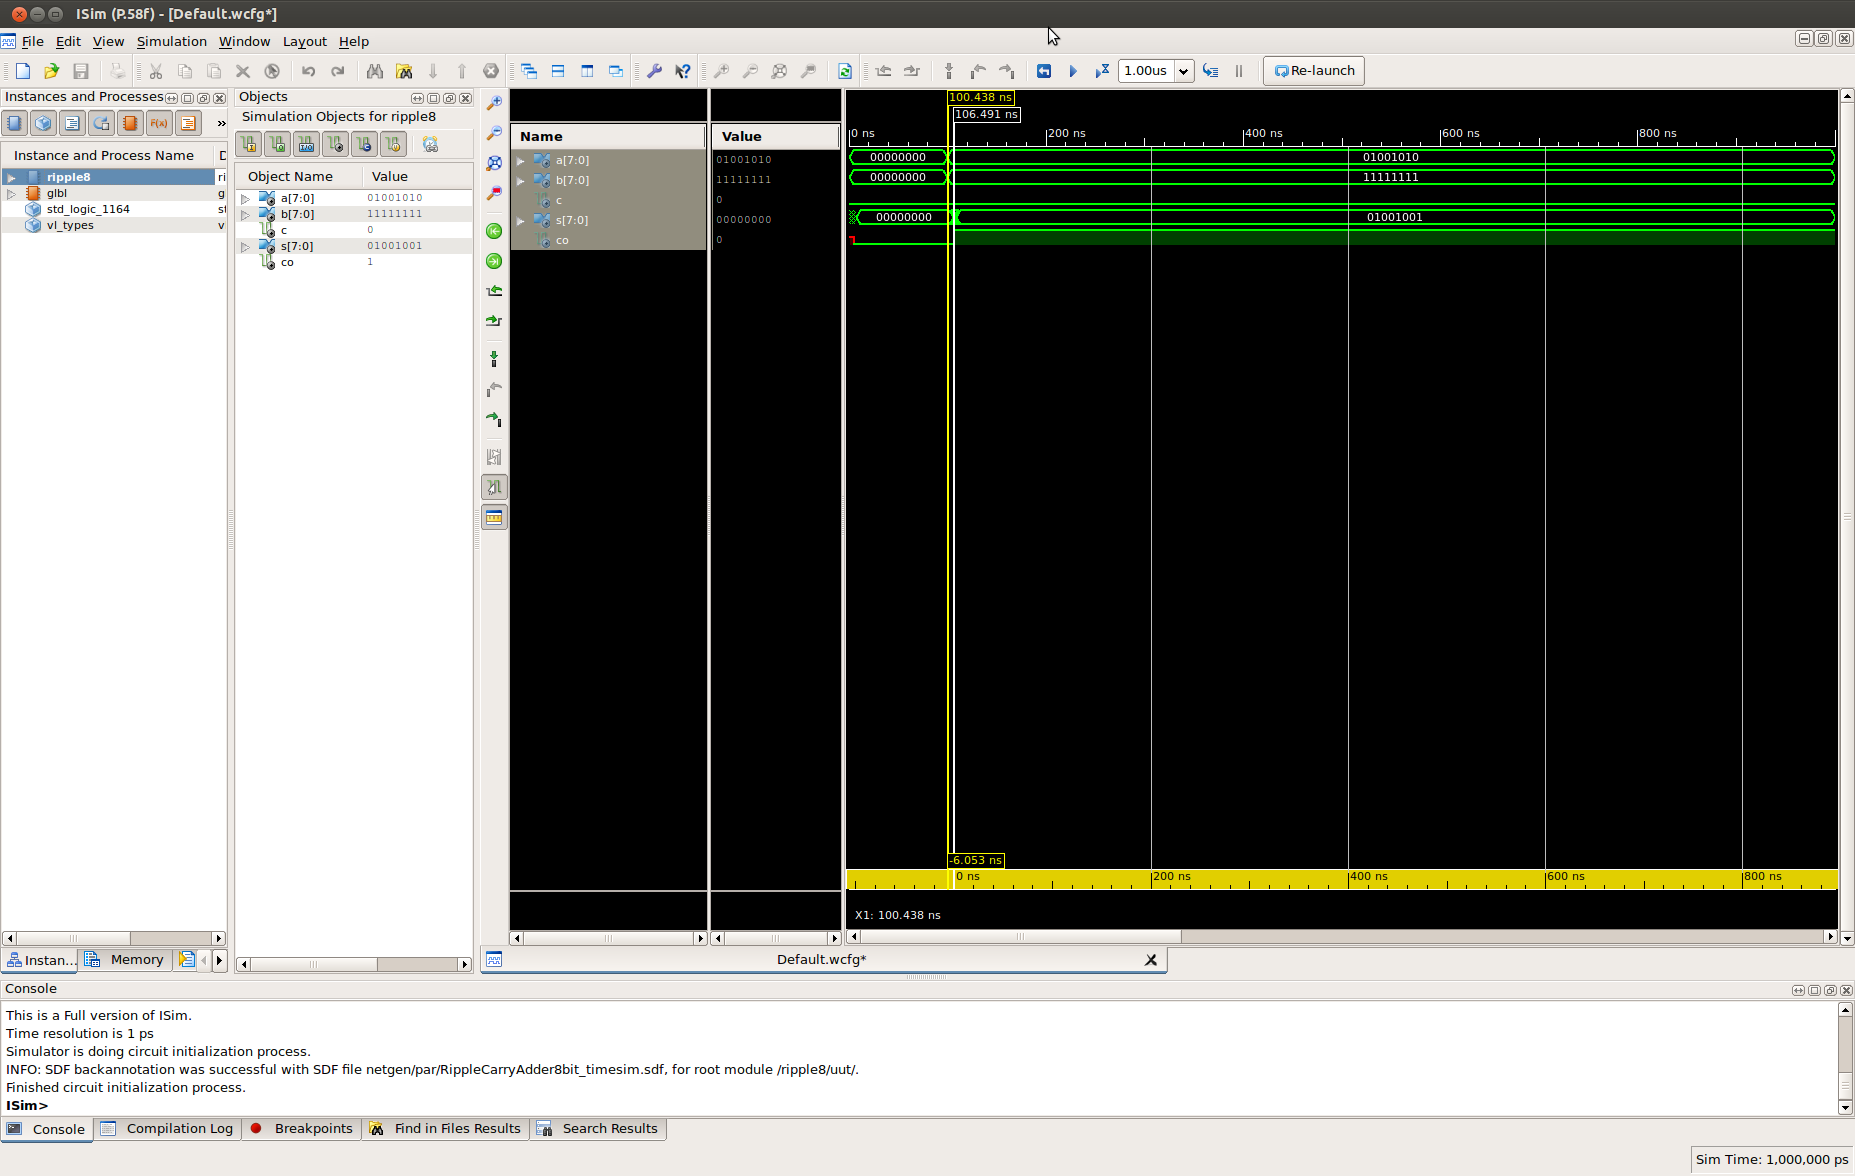 ISim (P.58f) - [Default.wcfg*]
File Edit View Simulation Window Layout Help
1.00us Re-launch
Instances and Processes
Instance and Process Name D
ripple8 ri
glbl g
std_logic_1164 st
vl_types v
Instan... Memory
Objects
Simulation Objects for ripple8
Object Name Value
a[7:0] 01001010
b[7:0] 11111111
c 0
s[7:0] 01001001
co 1
Name Value
a[7:0] 01001010
b[7:0] 11111111
c 0
s[7:0] 00000000
co 0
100.438 ns
106.491 ns
0 ns 200 ns 400 ns 600 ns 800 ns
00000000 01001010
00000000 11111111
00000000 01001001
-6.053 ns
0 ns 200 ns 400 ns 600 ns 800 ns
X1: 100.438 ns
Default.wcfg*
Console
This is a Full version of ISim.
Time resolution is 1 ps
Simulator is doing circuit initialization process.
INFO: SDF backannotation was successful with SDF file netgen/par/RippleCarryAdder8bit_timesim.sdf, for root module /ripple8/uut/.
Finished circuit initialization process.
ISim>
Console Compilation Log Breakpoints Find in Files Results Search Results
Sim Time: 1,000,000 ps